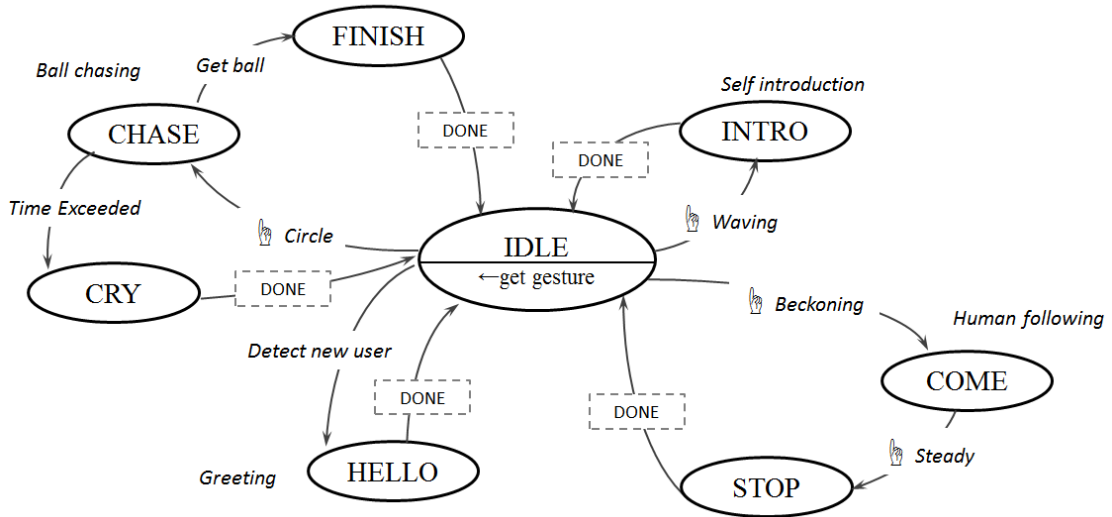 FINISH
Ball chasing
Get ball
Self introduction
CHASE
DONE
INTRO
DONE
Time Exceeded
Circle
Waving
IDLE
←get gesture
CRY
DONE
Beckoning
Human following
Detect new user
COME
DONE
DONE
Steady
Greeting
HELLO
STOP